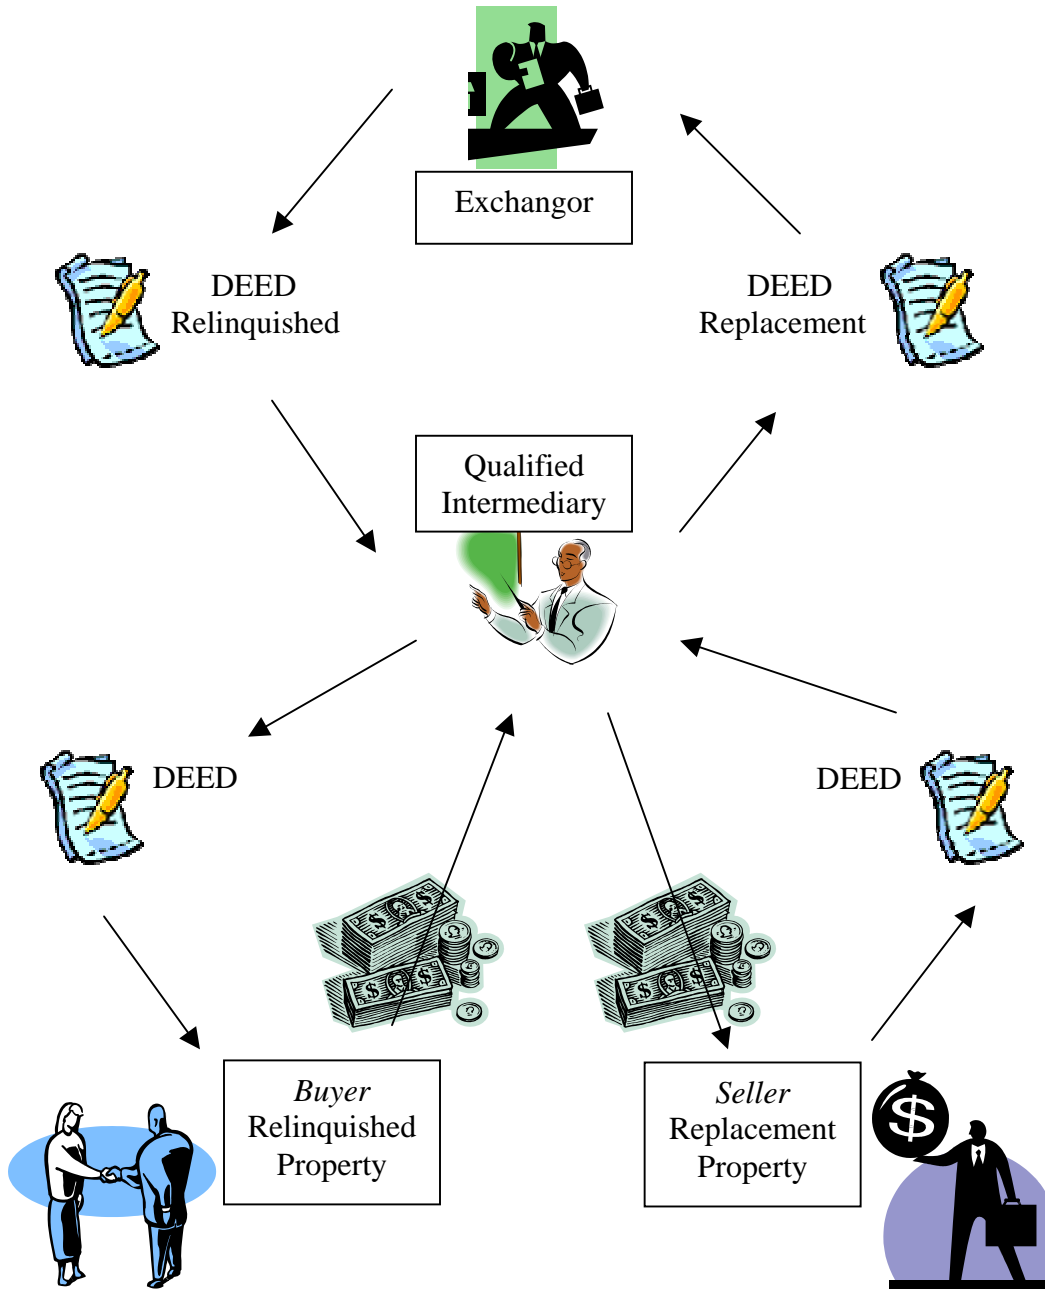 Exchangor
DEED
Relinquished
DEED
Replacement
Qualified
Intermediary
DEED
DEED
Buyer
Relinquished
Property
Seller
Replacement
Property